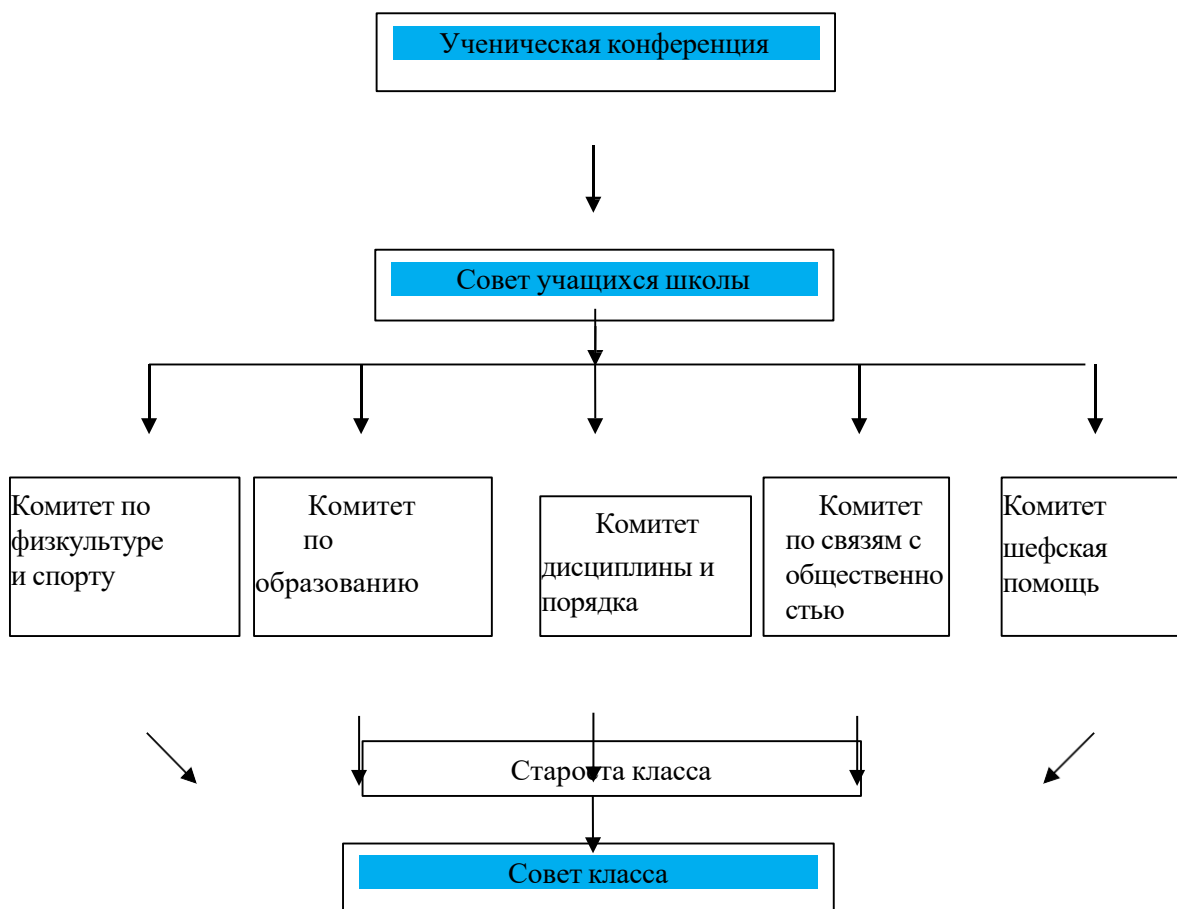 Ученическая конференция
Совет учащихся школы
Комитет по
физкультуре
и спорту
Комитет
по
образованию
Комитет
дисциплины и
порядка
Комитет
по связям с
общественно
стью
Комитет
шефская
помощь
Староста класса
Совет класса